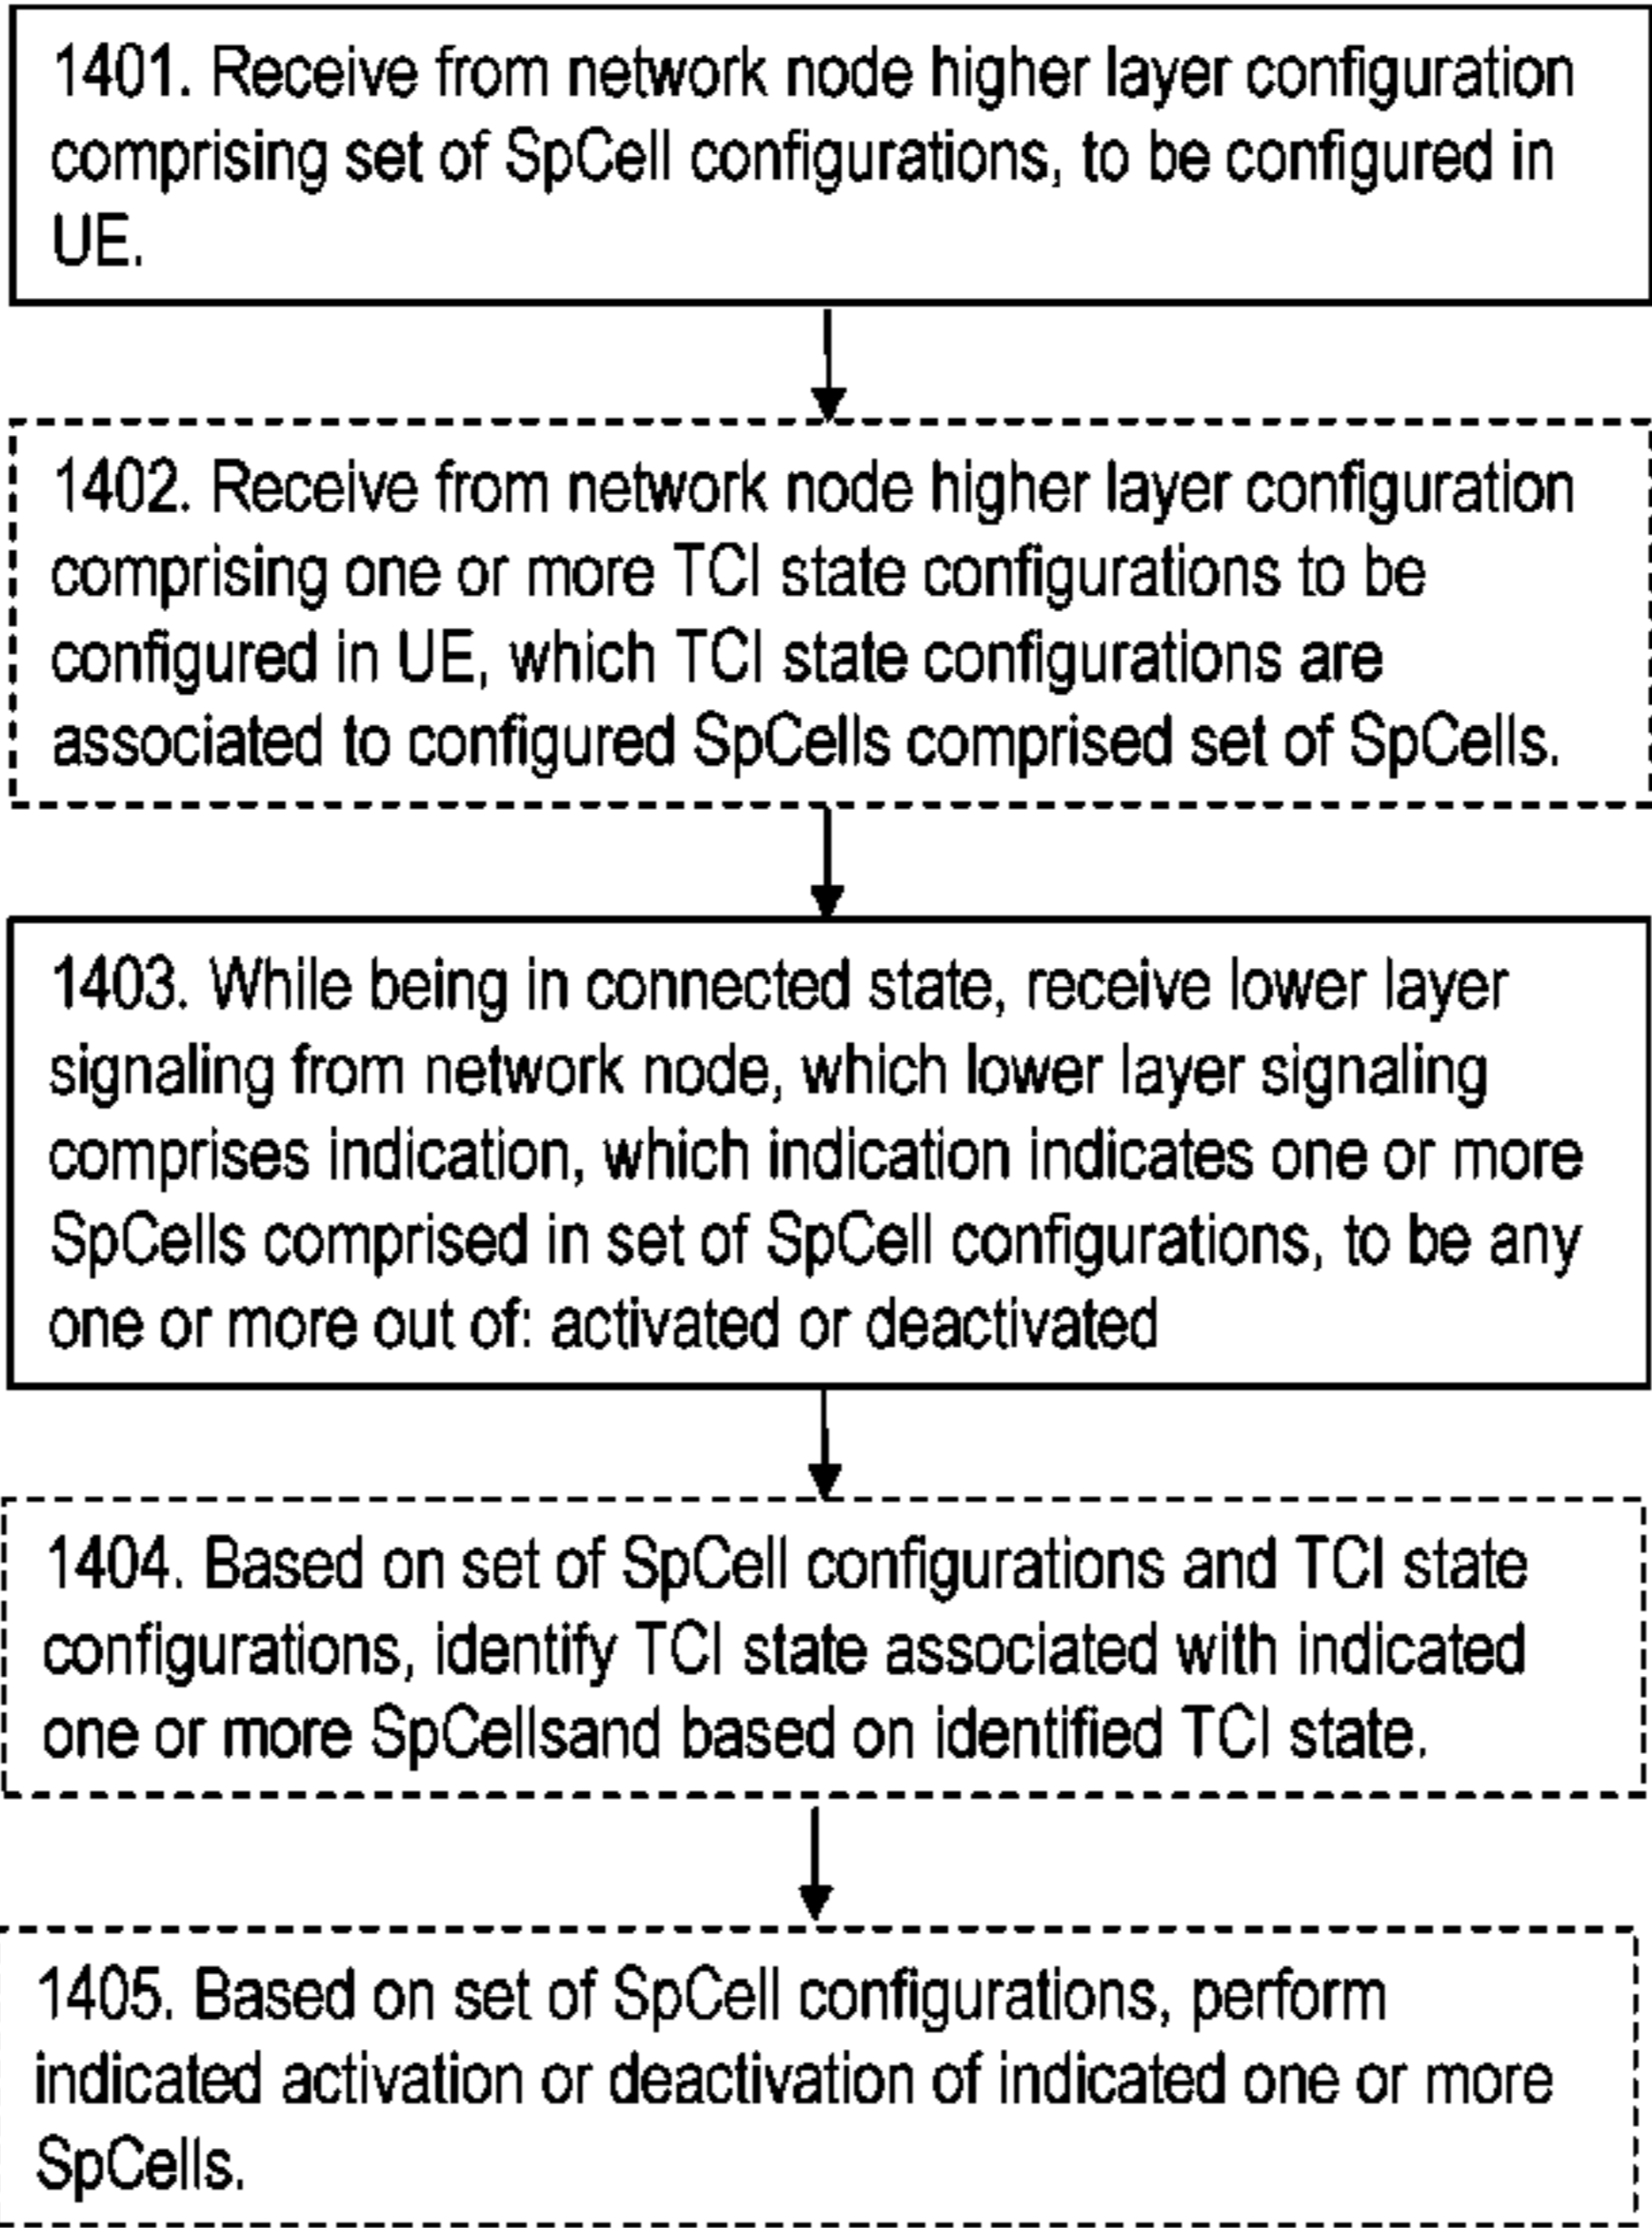 1401. Receive from network node higher layer configuration
comprising set of SpCell configurations, to be configured in
UE.
1402. Receive from network node higher layer configuration
comprising one or more TCI state configurations to be
configured in UE, which TCI state configurations are
associated to configured SpCells comprised set of SpCells.
1403. While being in connected state, receive lower layer
signaling from network node, which lower layer signaling
comprises indication, which indication indicates one or more
SpCells comprised in set of SpCell configurations, to be any
one or more out of: activated or deactivated
1404. Based on set of SpCell configurations and TCI state
configurations, identify TCI state associated with indicated
one or more SpCellsand based on identified TCI state.
1405. Based on set of SpCell configurations, perform
indicated activation or deactivation of indicated one or more
SpCells.